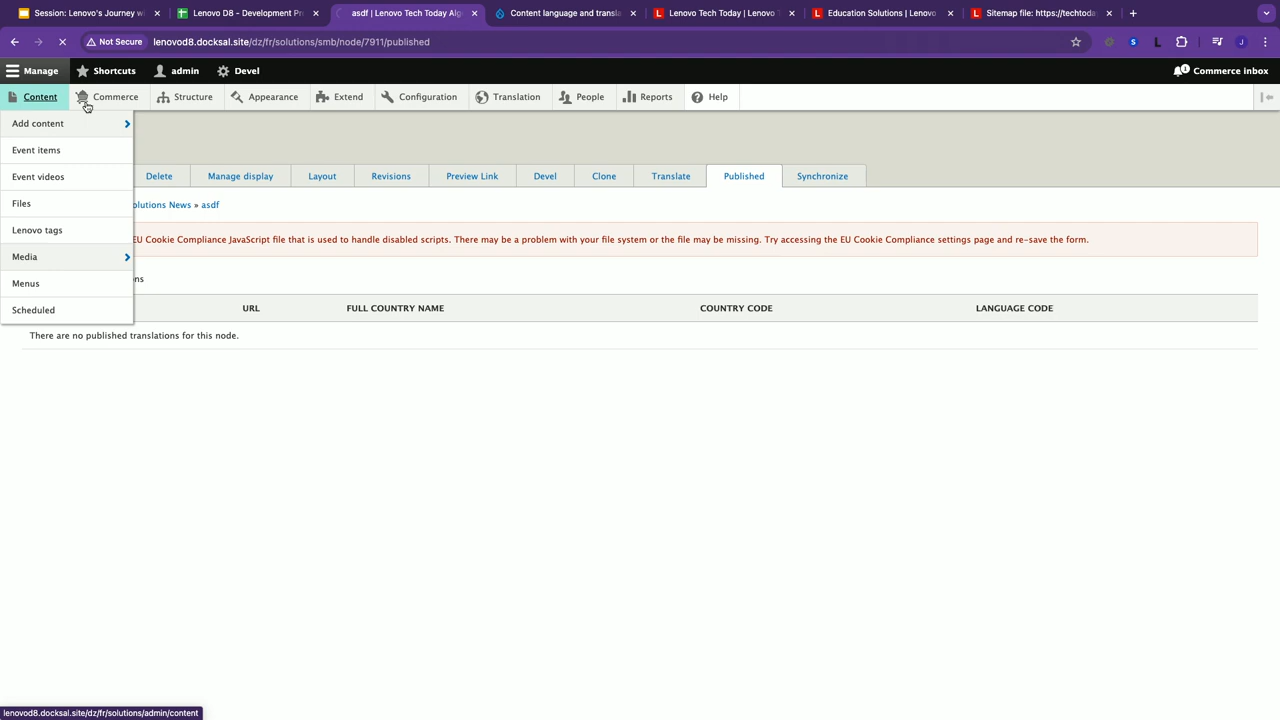 Session: Lenovo's Journey wi
Lenovo D8 - Development Pr
asdf | Lenovo Tech Today Alg
Content language and transla
Lenovo Tech Today | Lenovo T
Education Solutions | Lenovo
Sitemap file: https://techtoda
Not Secure
lenovod8.docksal.site/dz/fr/solutions/smb/node/7911/published
Manage
Shortcuts
admin
Devel
Commerce inbox
Content
Commerce
Structure
Appearance
Extend
Configuration
Translation
People
Reports
Help
Add content
Event items
Event videos
Files
Lenovo tags
Media
Menus
Scheduled
Delete
Manage display
Layout
Revisions
Preview Link
Devel
Clone
Translate
Published
Synchronize
olutions News » asdf
EU Cookie Compliance JavaScript file that is used to handle disabled scripts. There may be a problem with your file system or the file may be missing. Try accessing the EU Cookie Compliance settings page and re-save the form.
ons
URL
FULL COUNTRY NAME
COUNTRY CODE
LANGUAGE CODE
There are no published translations for this node.
lenovod8.docksal.site/dz/fr/solutions/admin/content